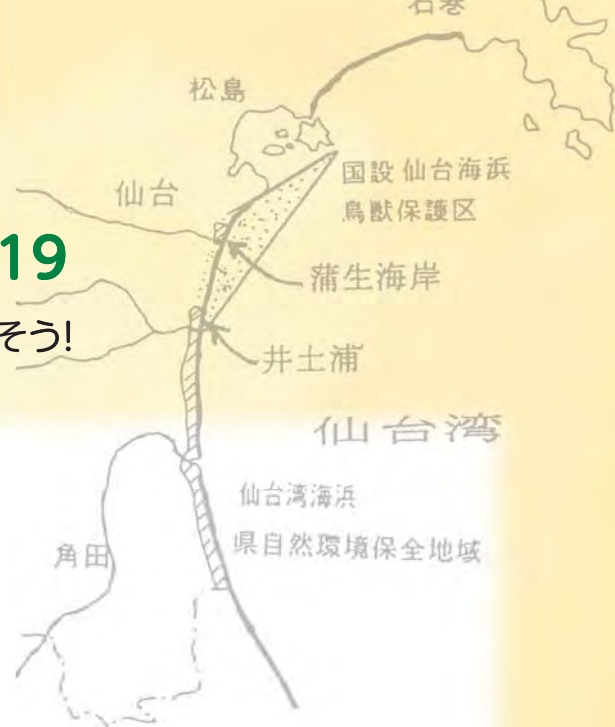 石巻
松島
国設 仙台海浜
鳥獣保護区
仙台
19
蒲生海岸
そう!
井土浦
仙台湾
仙台湾海浜
県自然環境保全地域
角田